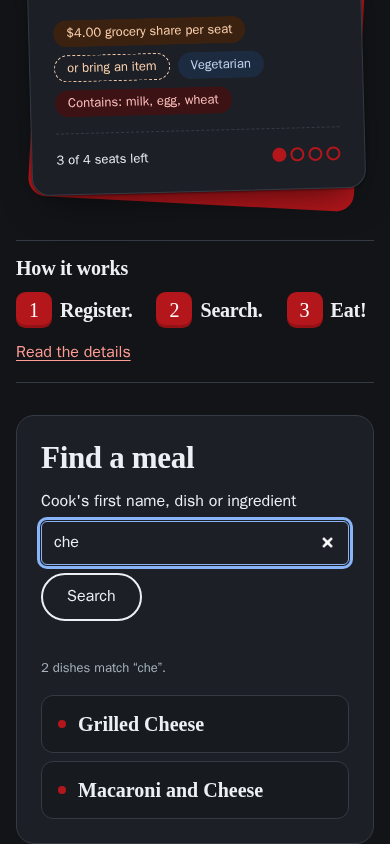 $4.00 grocery share per seat
or bring an item
Vegetarian
Contains: milk, egg, wheat
3 of 4 seats left
How it works
1 Register. 2 Search. 3 Eat!
Read the details
Find a meal
Cook's first name, dish or ingredient
che
Search
2 dishes match “che”.
Grilled Cheese
Macaroni and Cheese